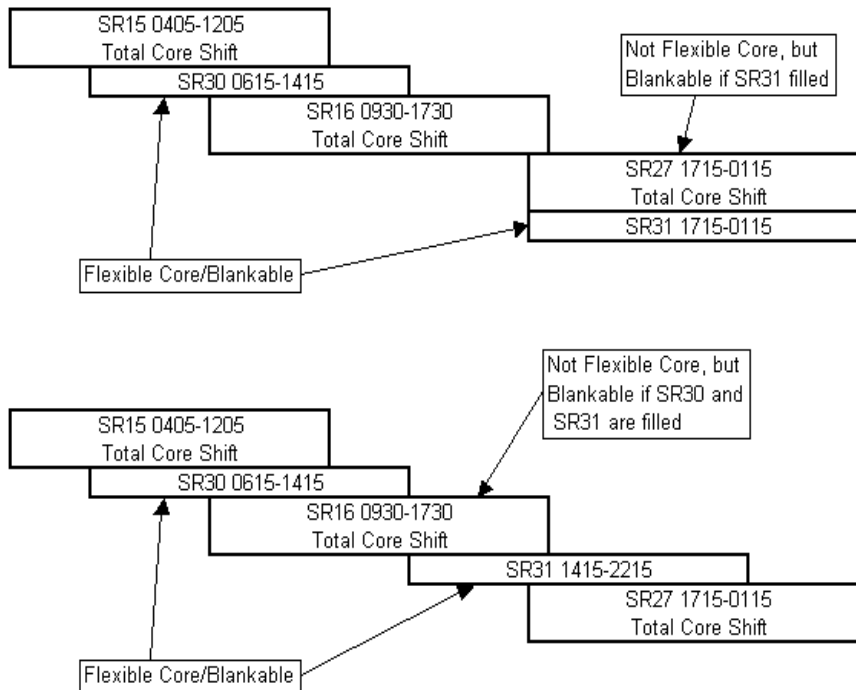 SR15 0405-1205
Total Core Shift
Not Flexible Core, but
Blankable if SR31 filled
SR30 0615-1415
SR16 0930-1730
Total Core Shift
SR27 1715-0115
Total Core Shift
SR31 1715-0115
Flexible Core/Blankable
Not Flexible Core, but
Blankable if SR30 and
SR31 are filled
SR15 0405-1205
Total Core Shift
SR30 0615-1415
SR16 0930-1730
Total Core Shift
SR31 1415-2215
SR27 1715-0115
Total Core Shift
Flexible Core/Blankable